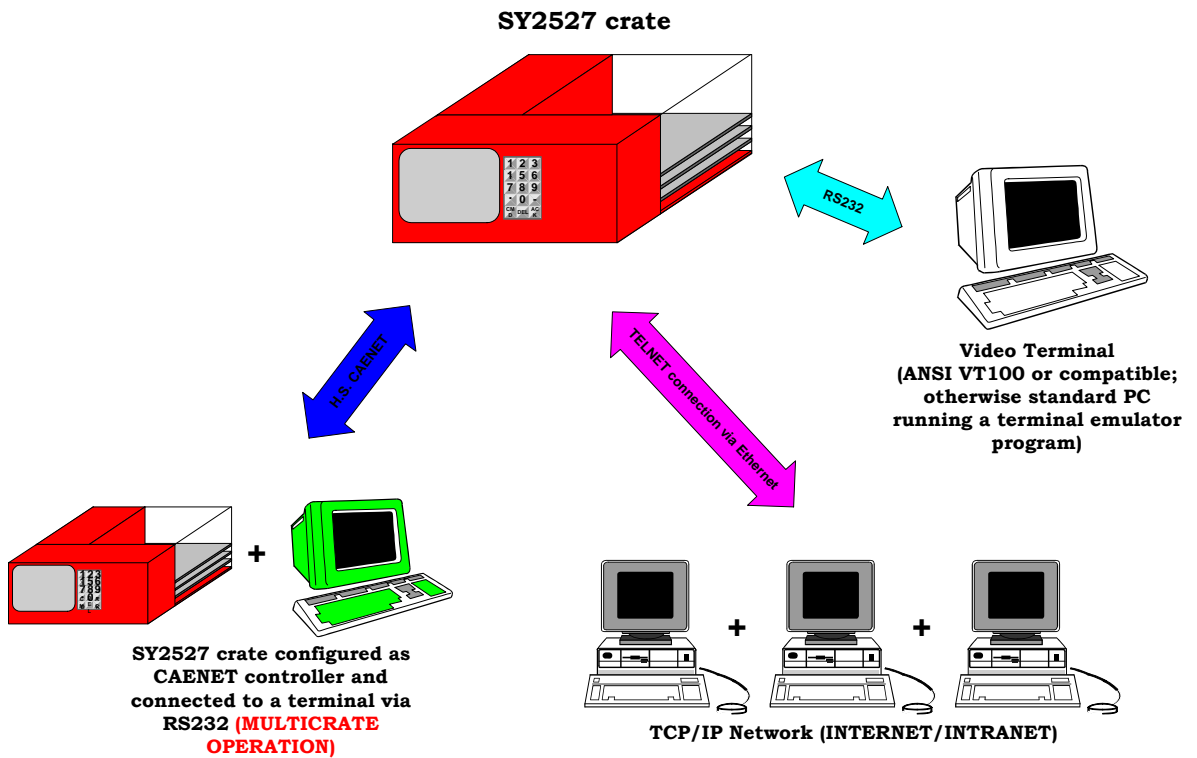 SY2527 crate
1 2 3
1 5 6
7 8 9
. 0 -
CM D DEL AC K
RS232
H.S. CAENET
TELNET connection via Ethernet
Video Terminal
(ANSI VT100 or compatible;
otherwise standard PC
running a terminal emulator
program)
+
+
+
SY2527 crate configured as
CAENET controller and
connected to a terminal via
RS232 (MULTICRATE
OPERATION)
TCP/IP Network (INTERNET/INTRANET)